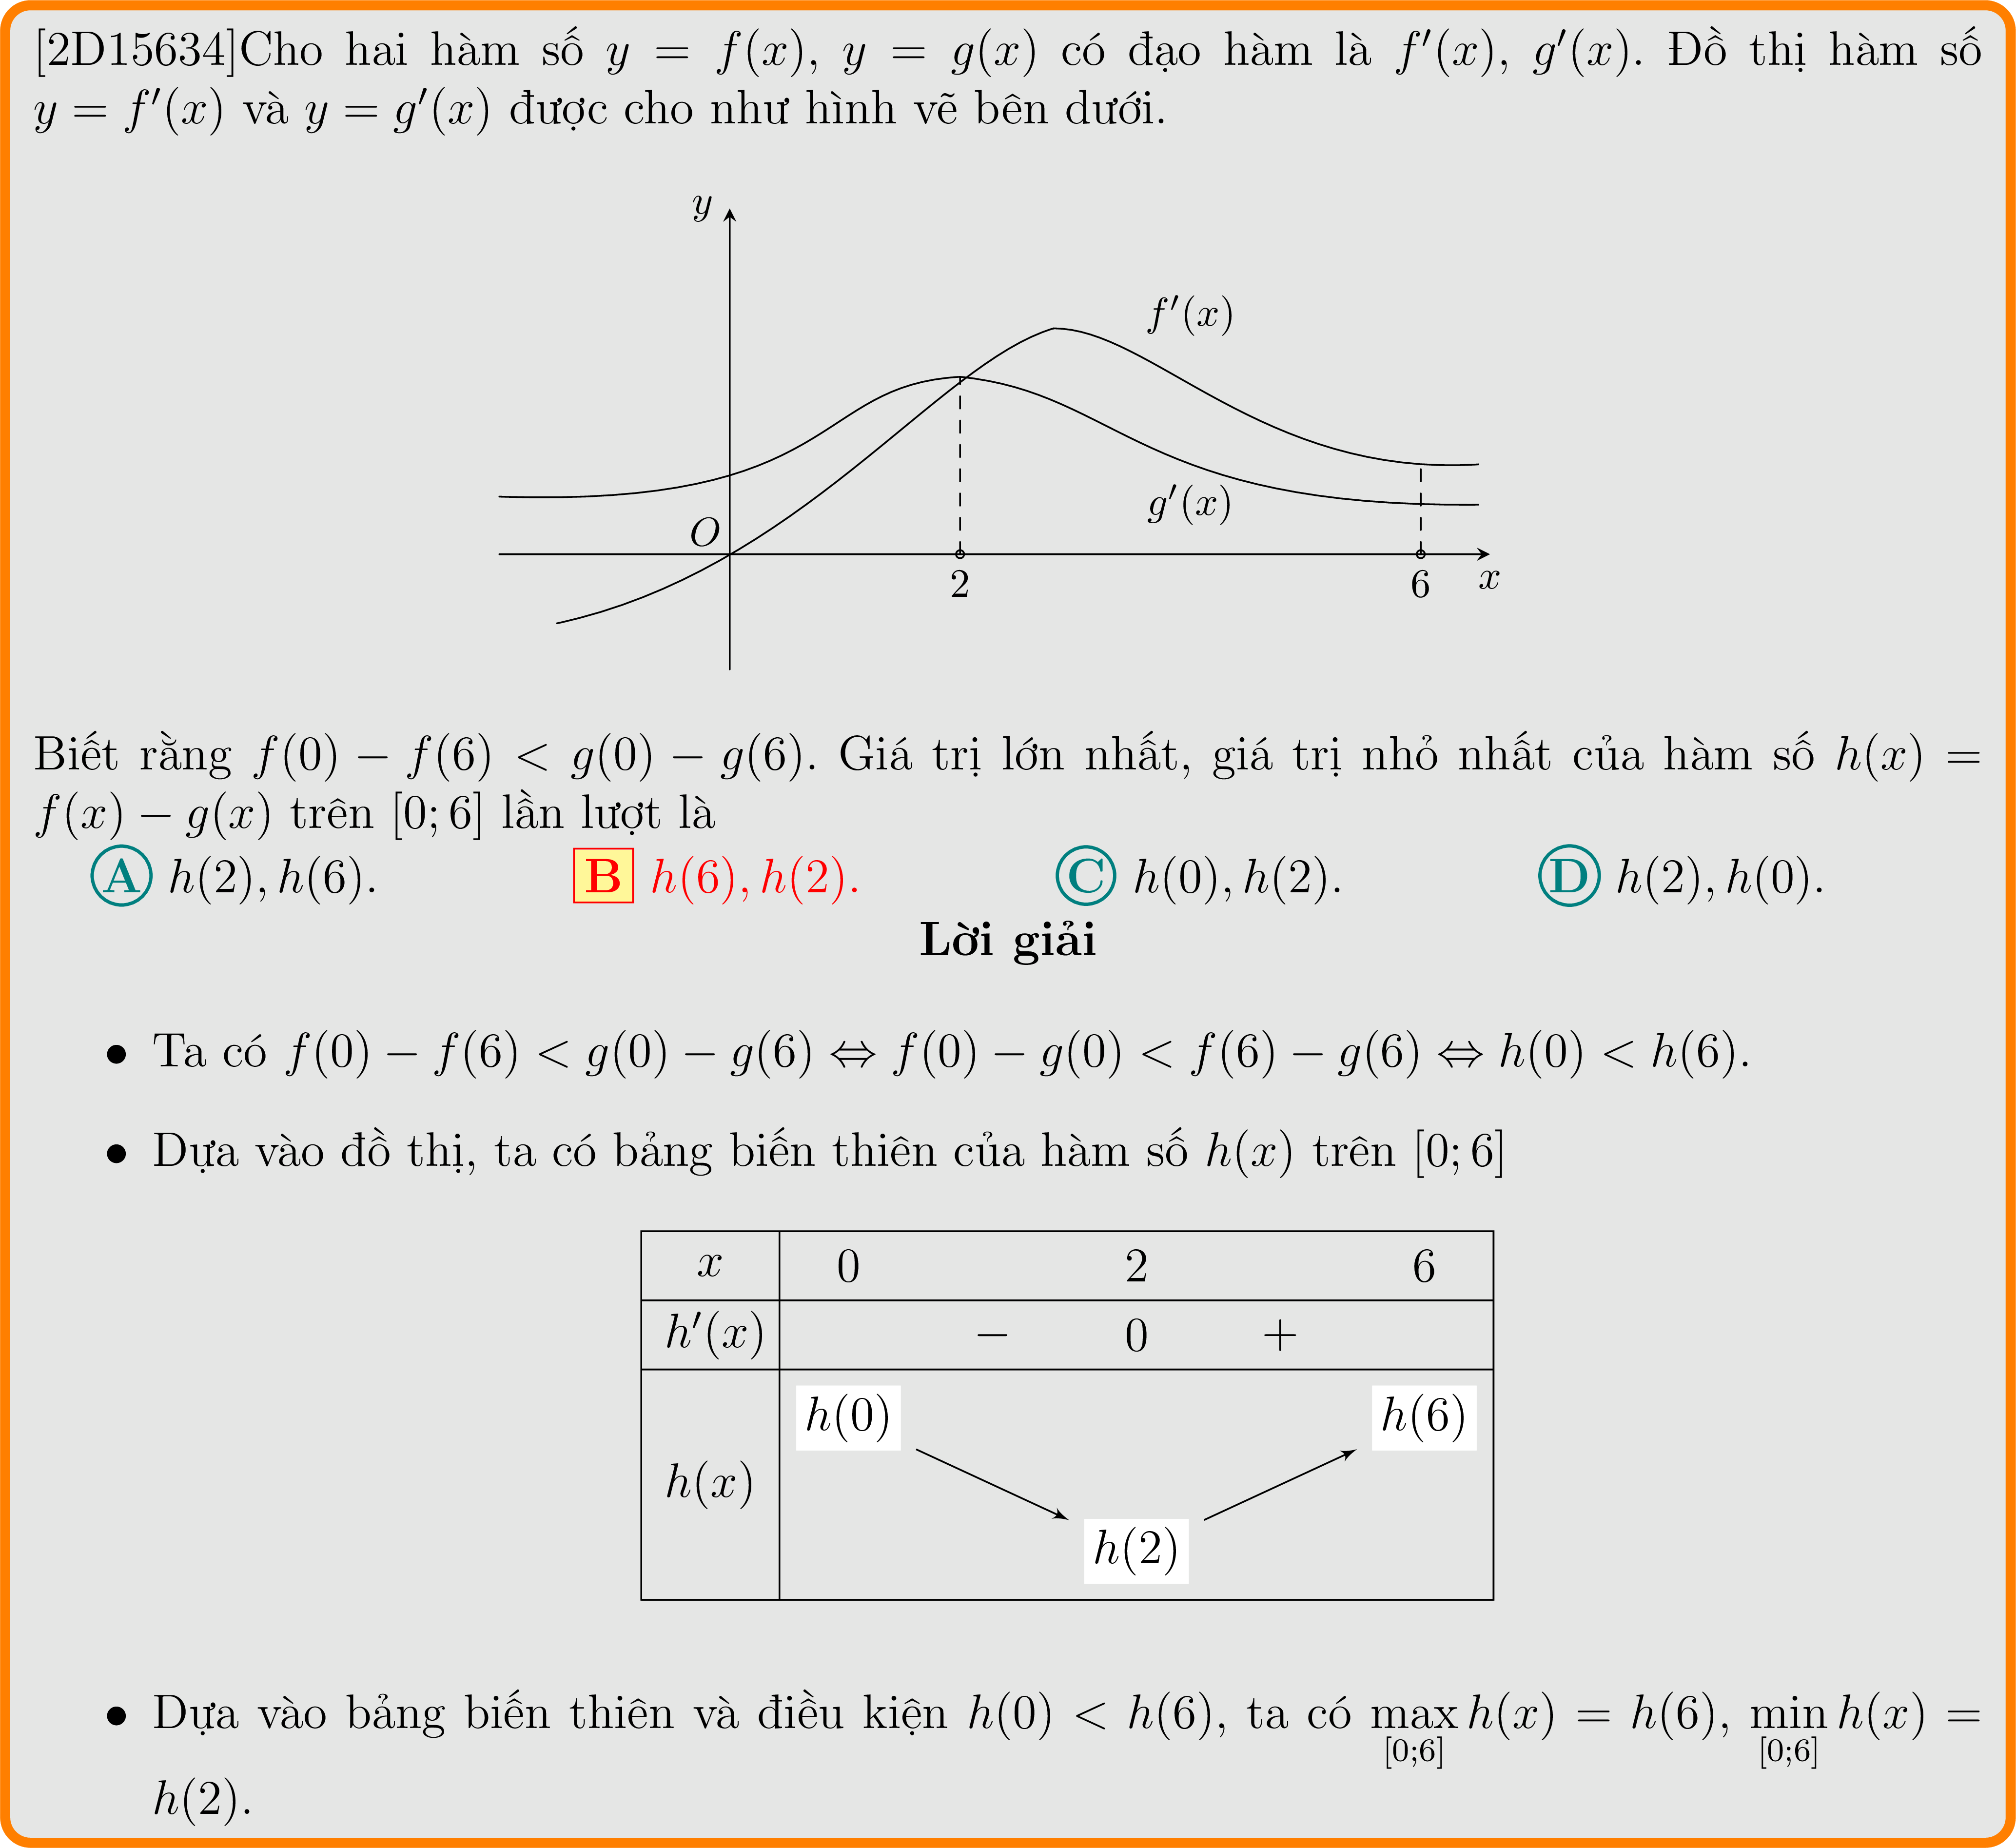 [2D15634]Cho hai hàm số y = f(x), y = g(x) có đạo hàm là f′(x), g′(x). Đồ thị hàm số
y = f′(x) và y = g′(x) được cho như hình vẽ bên dưới.
y
f′(x)
g′(x)
O
2
6
x
Biết rằng f(0) − f(6) < g(0) − g(6). Giá trị lớn nhất, giá trị nhỏ nhất của hàm số h(x) =
f(x) − g(x) trên [0; 6] lần lượt là
A h(2), h(6). B h(6), h(2). C h(0), h(2). D h(2), h(0).
Lời giải
• Ta có f(0) − f(6) < g(0) − g(6) ⇔ f(0) − g(0) < f(6) − g(6) ⇔ h(0) < h(6).
• Dựa vào đồ thị, ta có bảng biến thiên của hàm số h(x) trên [0; 6]
x 0 2 6
h′(x) − 0 +
h(0) h(6)
h(x)
h(2)
• Dựa vào bảng biến thiên và điều kiện h(0) < h(6), ta có max h(x) = h(6), min h(x) =
[0;6] [0;6]
h(2).